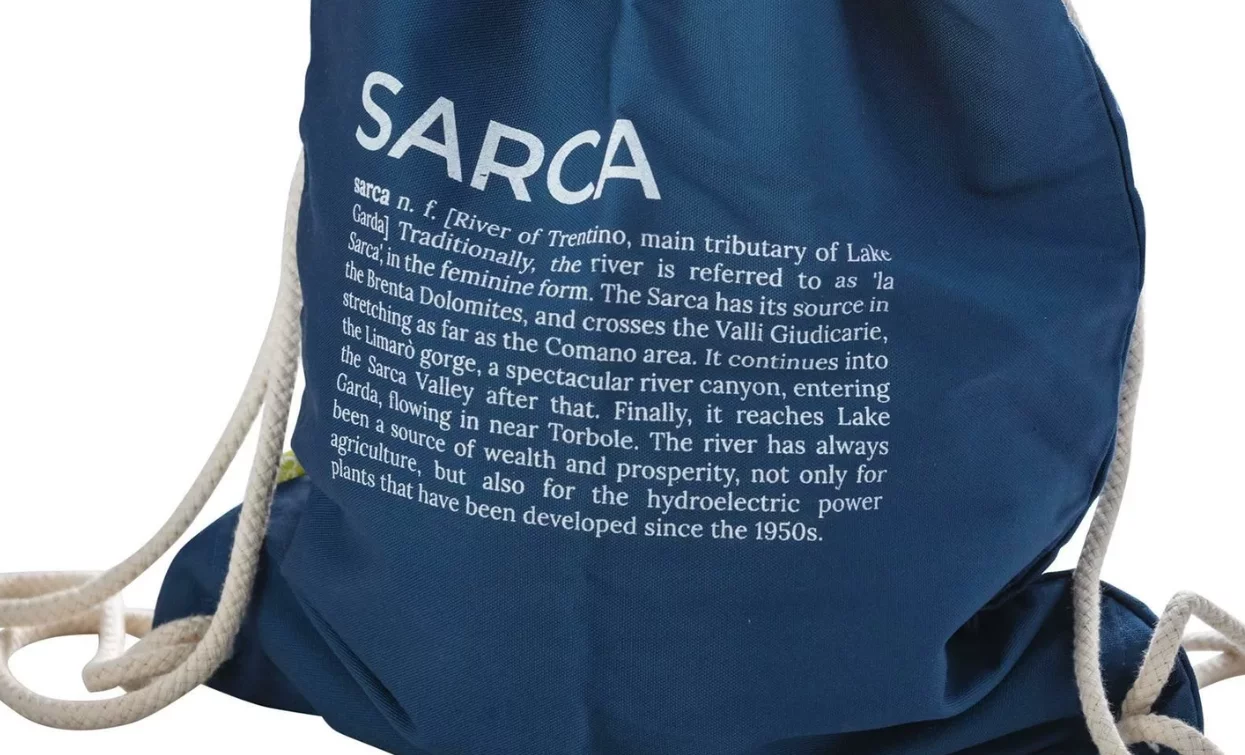 SARCA
sarca n. f. [River of Trentino, main tributary of Lake
Garda] Traditionally, the river is referred to as 'la
Sarca', in the feminine form. The Sarca has its source in
the Brenta Dolomites, and crosses the Valli Giudicarie,
stretching as far as the Comano area. It continues into
the Limarò gorge, a spectacular river canyon, entering
the Sarca Valley after that. Finally, it reaches Lake
Garda, flowing in near Torbole. The river has always
been a source of wealth and prosperity, not only for
agriculture, but also for the hydroelectric power
plants that have been developed since the 1950s.